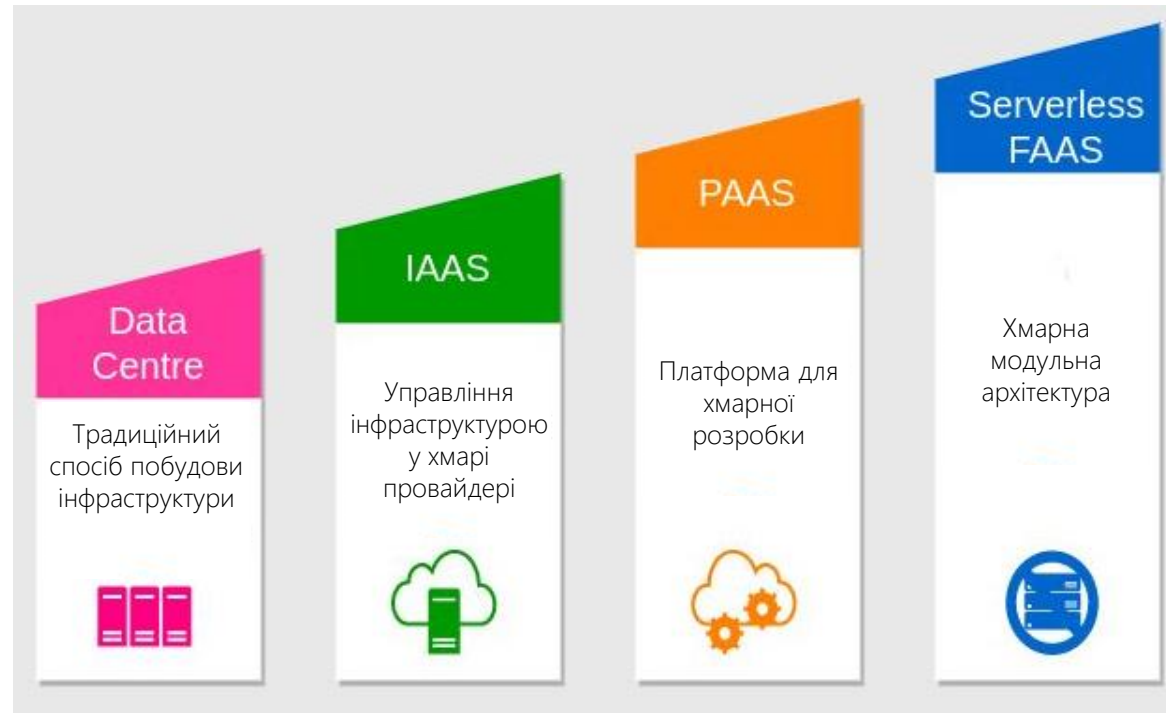 Data
Centre
Традиційний
спосіб побудови
інфраструктури
IAAS
Управління
інфраструктурою
у хмарі
провайдері
PAAS
Платформа для
хмарної
розробки
Serverless
FAAS
Хмарна
модульна
архітектура